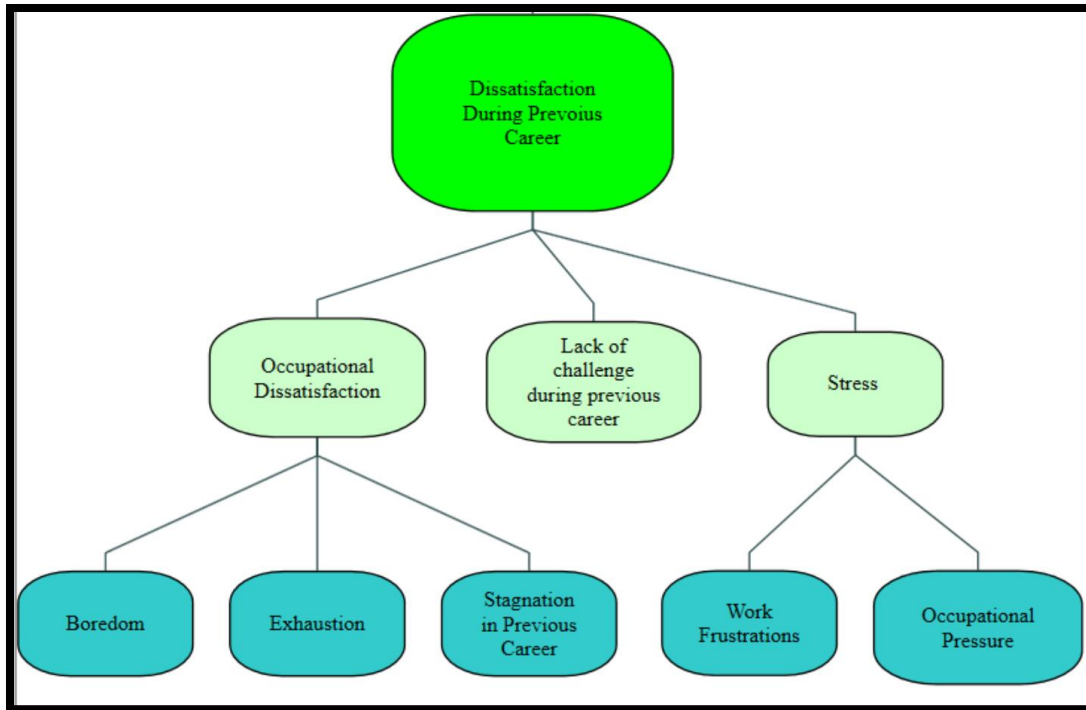 Dissatisfaction
During Prevoius
Career
Occupational
Dissatisfaction
Lack of
challenge
during previous
career
Stress
Boredom
Exhaustion
Stagnation
in Previous
Career
Work
Frustrations
Occupational
Pressure